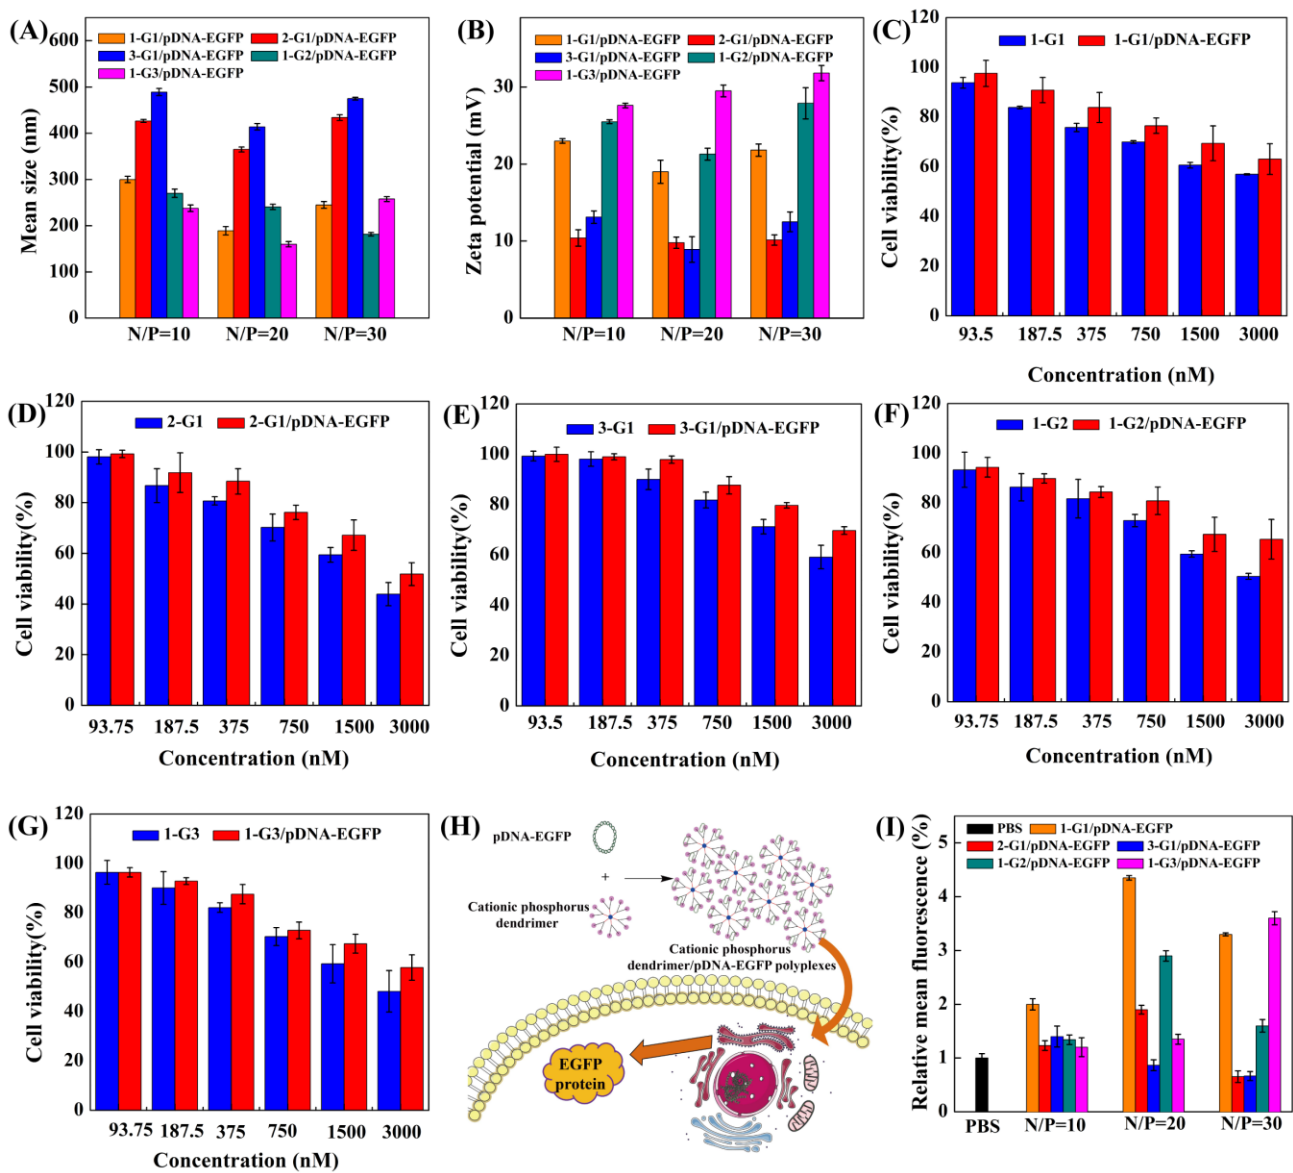 (A)
1-G1/pDNA-EGFP 2-G1/pDNA-EGFP
3-G1/pDNA-EGFP 1-G2/pDNA-EGFP
1-G3/pDNA-EGFP
Mean size (nm)
600
500
400
300
200
100
0
N/P=10 N/P=20 N/P=30
(B)
1-G1/pDNA-EGFP 2-G1/pDNA-EGFP
3-G1/pDNA-EGFP 1-G2/pDNA-EGFP
1-G3/pDNA-EGFP
Zeta potential (mV)
30
20
10
0
N/P=10 N/P=20 N/P=30
(C)
1-G1 1-G1/pDNA-EGFP
Cell viability(%)
120
100
80
60
40
20
0
93.5 187.5 375 750 1500 3000
Concentration (nM)
(D)
2-G1 2-G1/pDNA-EGFP
Cell viability(%)
120
100
80
60
40
20
0
93.75 187.5 375 750 1500 3000
Concentration (nM)
(E)
3-G1 3-G1/pDNA-EGFP
Cell viability(%)
120
100
80
60
40
20
0
93.5 187.5 375 750 1500 3000
Concentration (nM)
(F)
1-G2 1-G2/pDNA-EGFP
Cell viability(%)
120
100
80
60
40
20
0
93.75 187.5 375 750 1500 3000
Concentration (nM)
(G)
1-G3 1-G3/pDNA-EGFP
Cell viability(%)
120
100
80
60
40
20
0
93.75 187.5 375 750 1500 3000
Concentration (nM)
(H)
pDNA-EGFP
+
Cationic phosphorus
dendrimer
Cationic phosphorus
dendrimer/pDNA-EGFP polyplexes
EGFP
protein
(I)
PBS 1-G1/pDNA-EGFP
2-G1/pDNA-EGFP 3-G1/pDNA-EGFP
1-G2/pDNA-EGFP 1-G3/pDNA-EGFP
Relative mean fluorescence (%)
5
4
3
2
1
0
PBS N/P=10 N/P=20 N/P=30